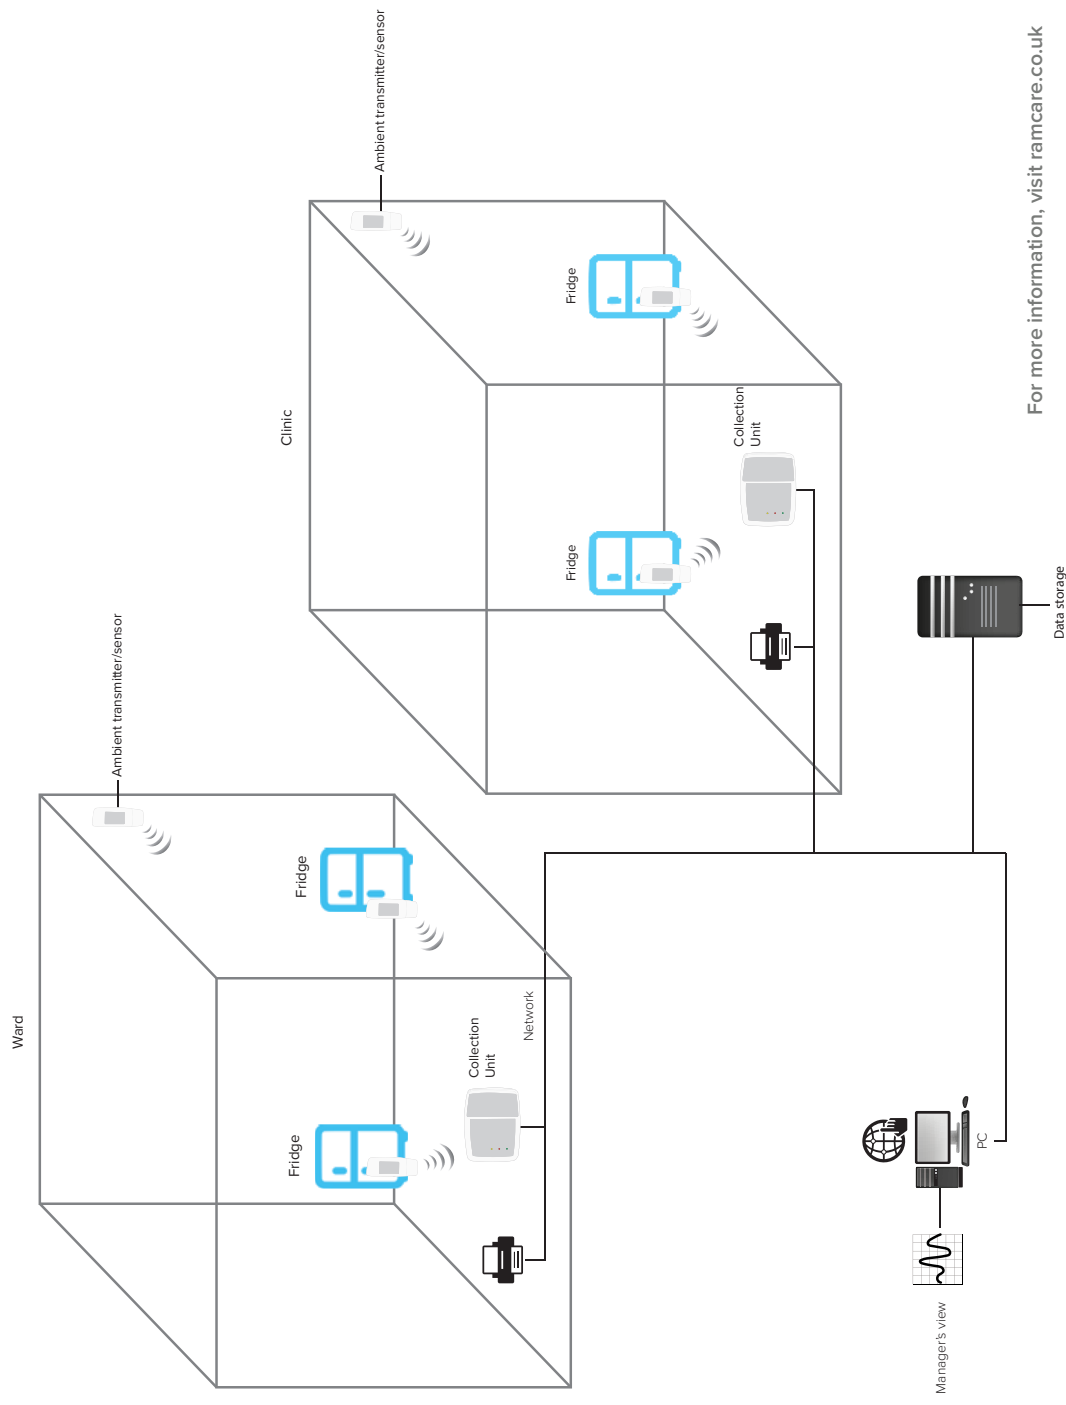 Ward
Ambient transmitter/sensor
Fridge
Fridge
Collection
Unit
Network
Clinic
Ambient transmitter/sensor
Fridge
Fridge
Collection
Unit
Manager's view
PC
Data storage
For more information, visit ramcare.co.uk